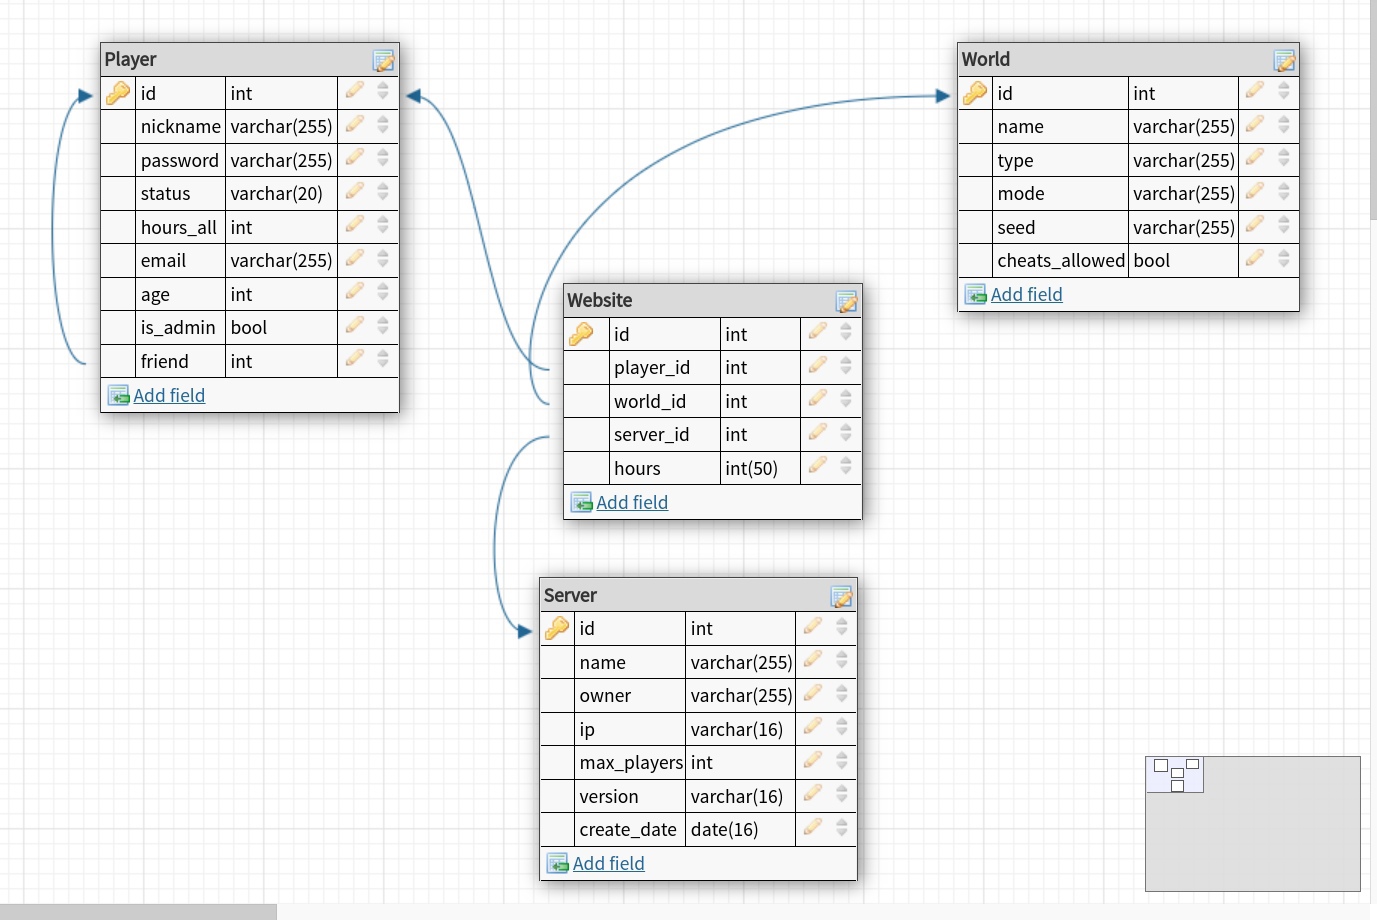 Player
id int
nickname varchar(255)
password varchar(255)
status varchar(20)
hours_all int
email varchar(255)
age int
is_admin bool
friend int
Add field
World
id int
name varchar(255)
type varchar(255)
mode varchar(255)
seed varchar(255)
cheats_allowed bool
Add field
Website
id int
player_id int
world_id int
server_id int
hours int(50)
Add field
Server
id int
name varchar(255)
owner varchar(255)
ip varchar(16)
max_players int
version varchar(16)
create_date date(16)
Add field